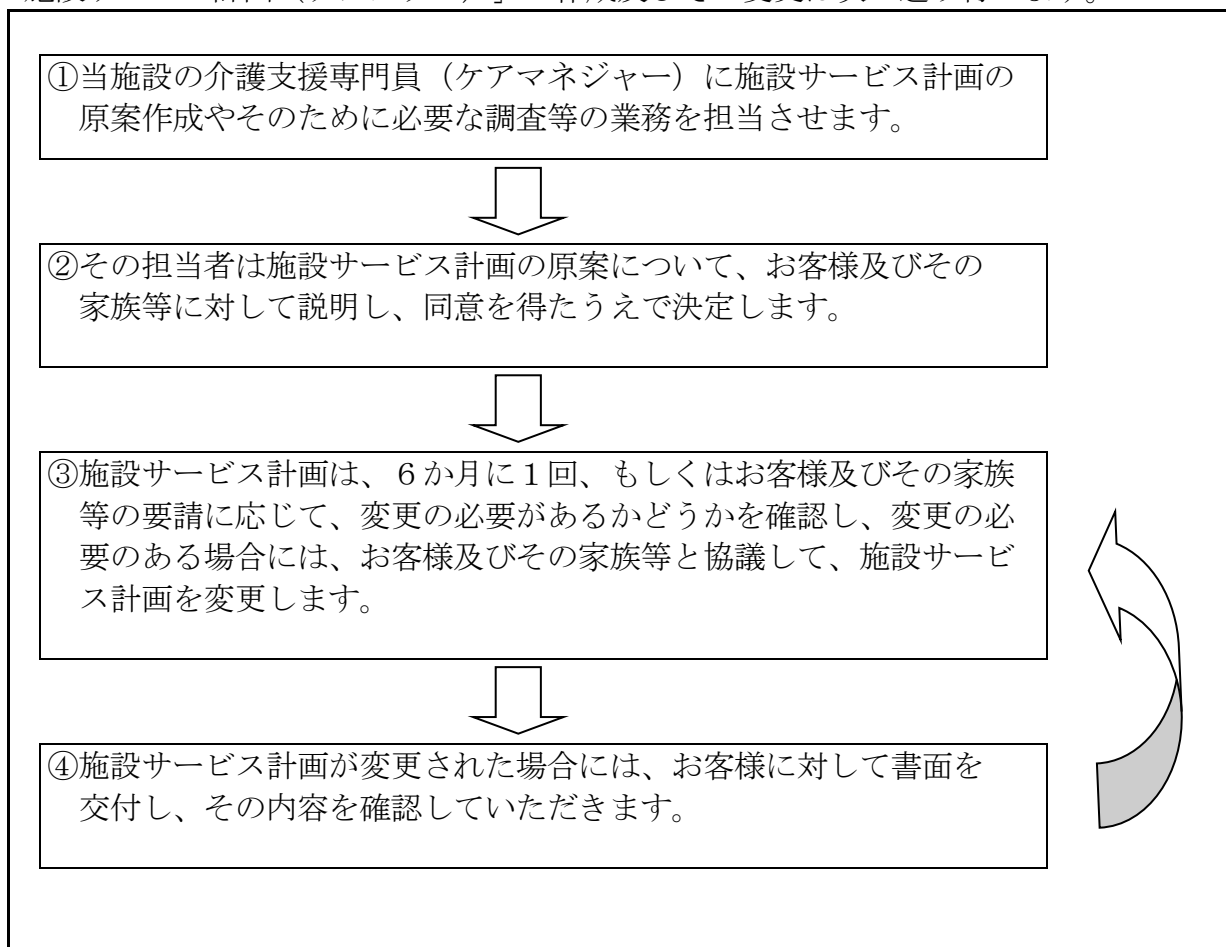 ①当施設の介護支援専門員（ケアマネジャー）に施設サービス計画の
原案作成やそのために必要な調査等の業務を担当させます。
②その担当者は施設サービス計画の原案について、お客様及びその
家族等に対して説明し、同意を得たうえで決定します。
③施設サービス計画は、６か月に１回、もしくはお客様及びその家族
等の要請に応じて、変更の必要があるかどうかを確認し、変更の必
要のある場合には、お客様及びその家族等と協議して、施設サービ
ス計画を変更します。
④施設サービス計画が変更された場合には、お客様に対して書面を
交付し、その内容を確認していただきます。